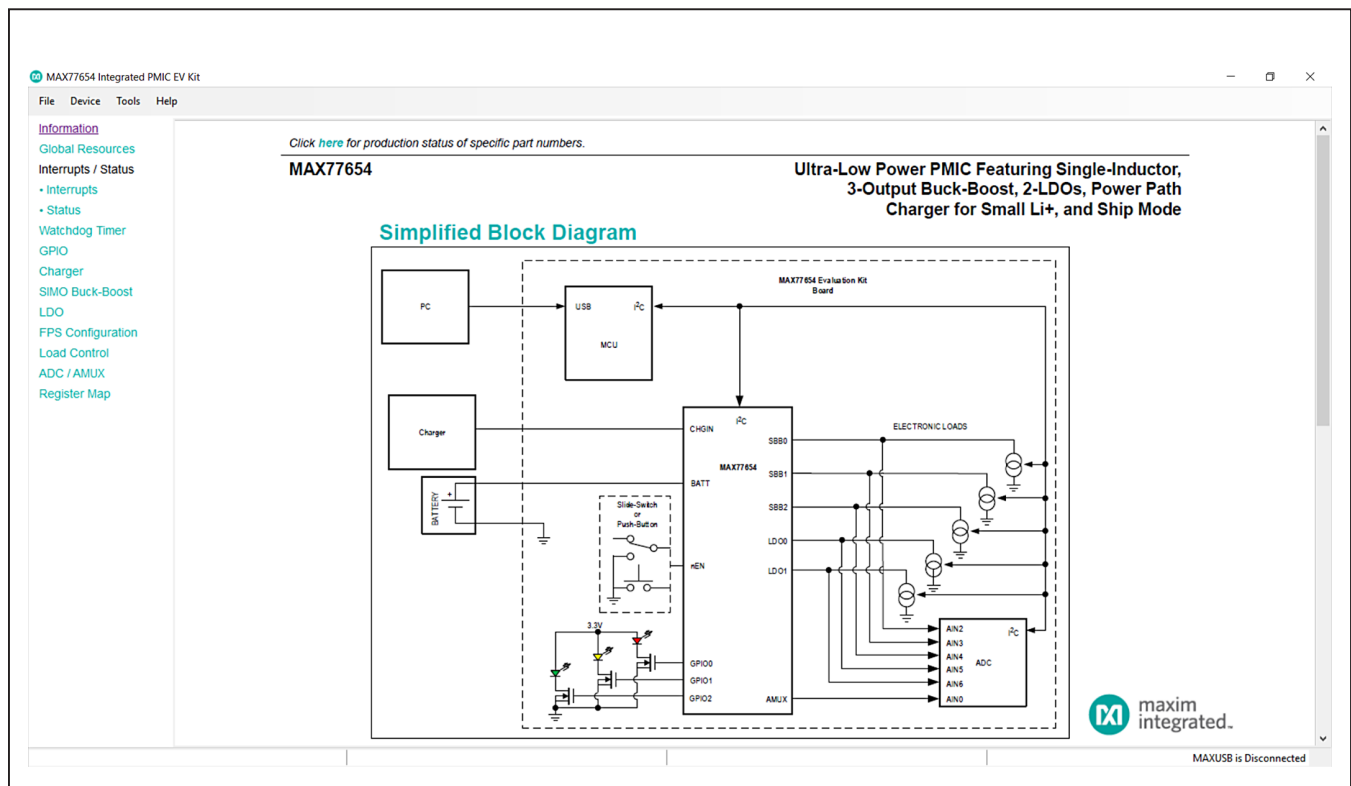 MAX77654 Integrated PMIC EV Kit
File Device Tools Help
Information
Global Resources
Interrupts / Status
• Interrupts
• Status
Watchdog Timer
GPIO
Charger
SIMO Buck-Boost
LDO
FPS Configuration
Load Control
ADC / AMUX
Register Map
Click here for production status of specific part numbers.
MAX77654
Ultra-Low Power PMIC Featuring Single-Inductor,
3-Output Buck-Boost, 2-LDOs, Power Path
Charger for Small Li+, and Ship Mode
Simplified Block Diagram
MAX77654 Evaluation Kit
Board
PC
USB
I²C
MCU
Charger
BATTERY
+
Slide-Switch
or
Push-Button
3.3V
I²C
CHGIN
MAX77654
BATT
nEN
GPIO0
GPIO1
GPIO2
SBB0
SBB1
SBB2
LDO0
LDO1
AMUX
ELECTRONIC LOADS
AIN2
AIN3
AIN4
AIN5
AIN6
AIN0
I²C
ADC
maxim
integrated™
MAXUSB is Disconnected